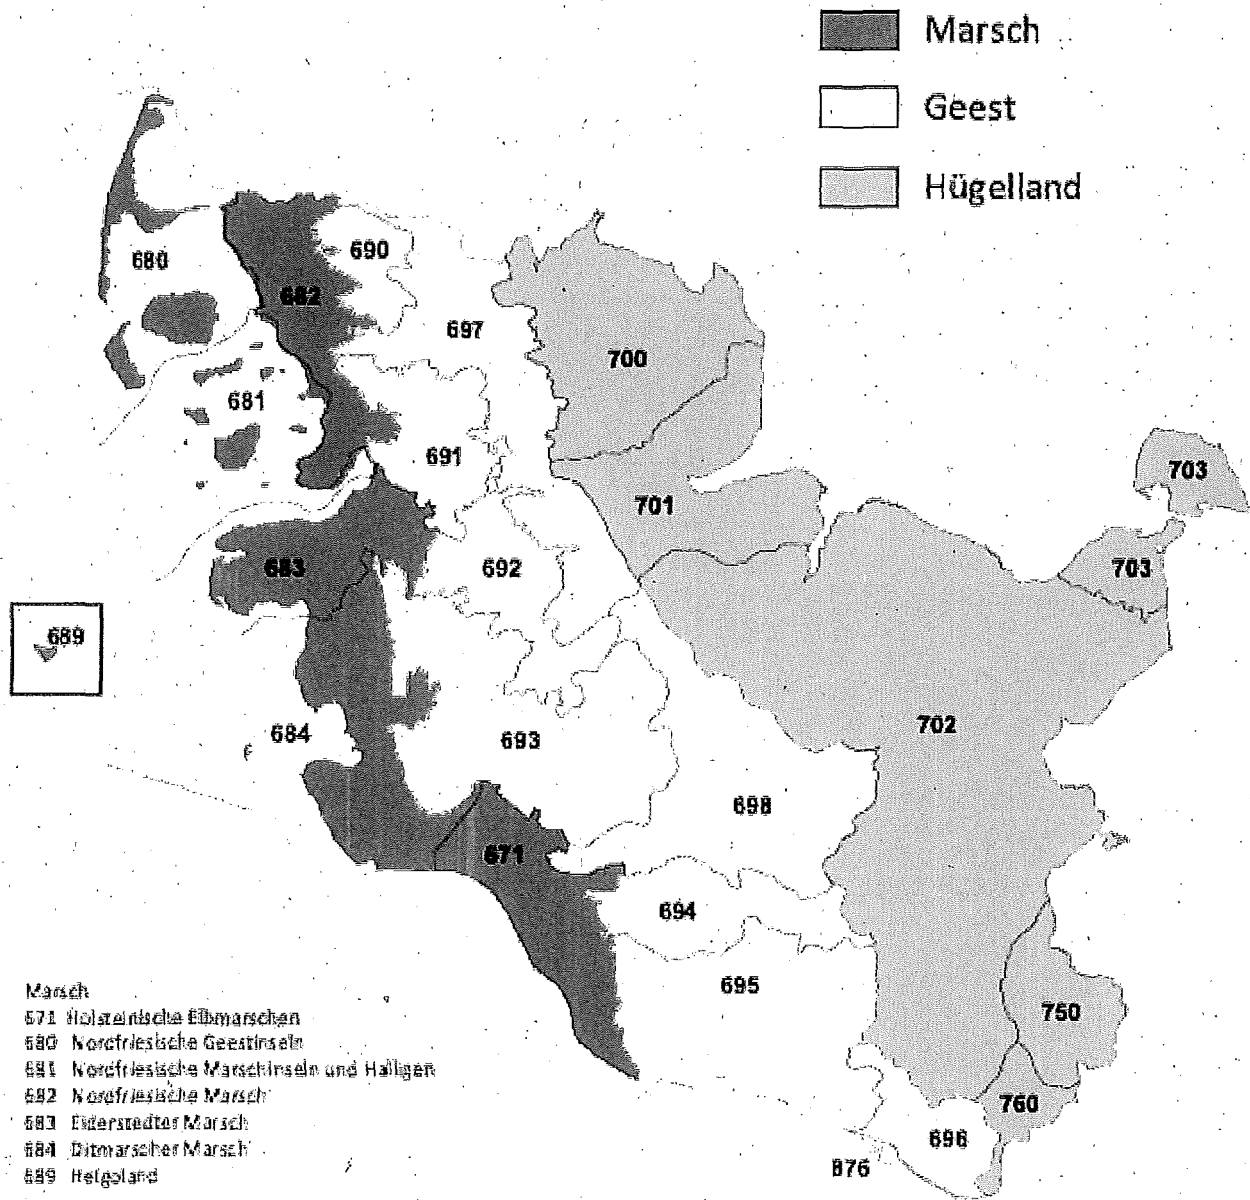 Marsch
Geest
Hügelland
680
682
690
697
700
681
691
701
703
683
692
703
689
684
693
702
698
671
694
695
750
760
696
876
Marsch
671 Holsteinische Elbmarschen
680 Nordfriesische Geestinseln
681 Nordfriesische Marschinseln und Halligen
682 Nordfriesische Marsch
683 Eiderstedter Marsch
684 Ditmarscher Marsch
689 Helgoland